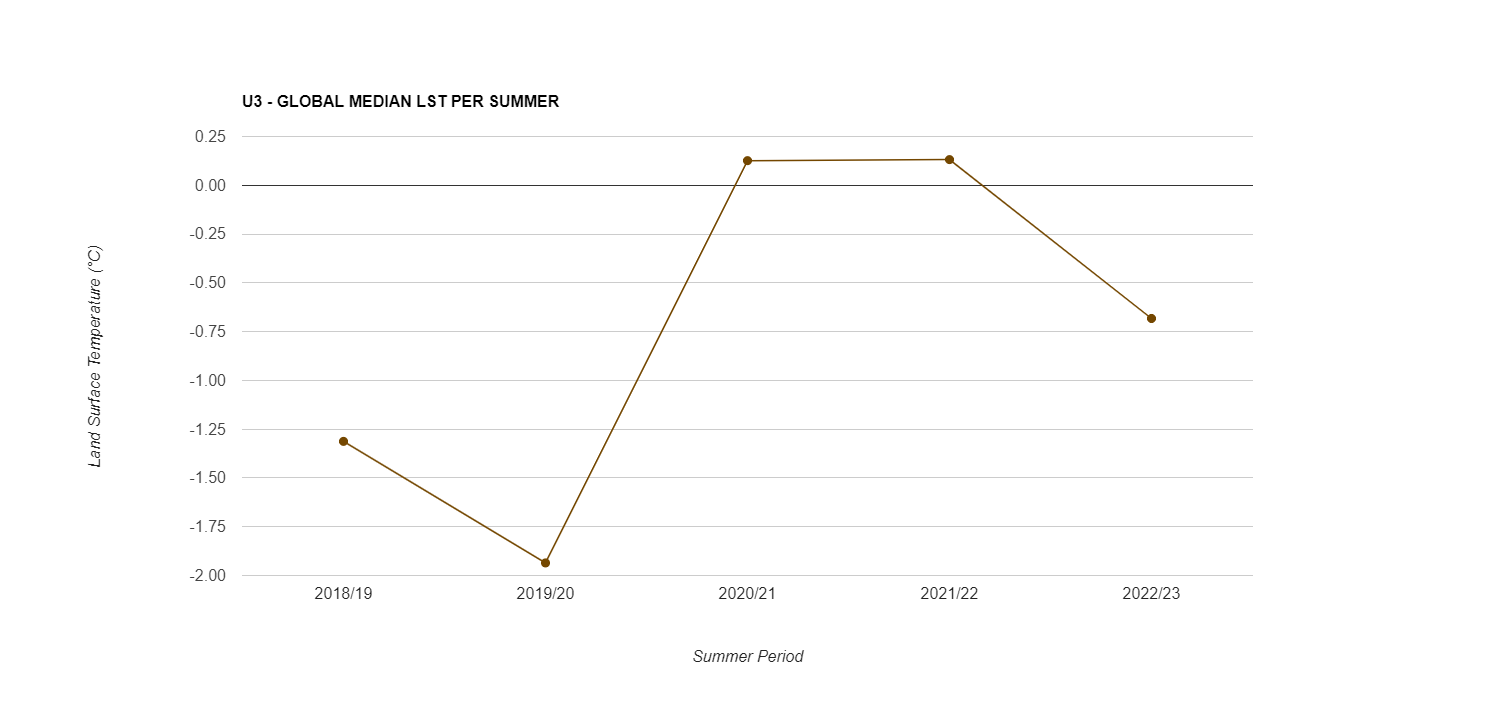 U3 - GLOBAL MEDIAN LST PER SUMMER
Land Surface Temperature (°C)
0.25
0.00
-0.25
-0.50
-0.75
-1.00
-1.25
-1.50
-1.75
-2.00
2018/19 2019/20 2020/21 2021/22 2022/23
Summer Period